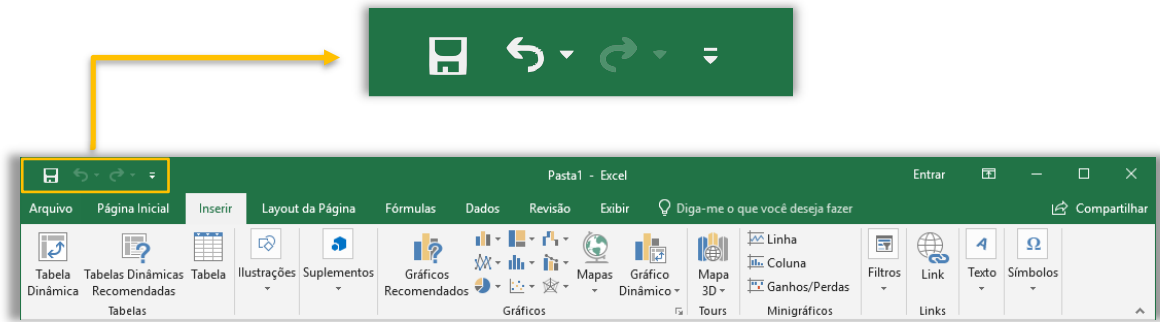 Pasta1 - Excel
Entrar
Arquivo Página Inicial Inserir Layout da Página Fórmulas Dados Revisão Exibir Diga-me o que você deseja fazer Compartilhar
Tabela Dinâmica
Tabelas Dinâmicas Recomendadas
Tabela
Ilustrações
Suplementos
Gráficos Recomendados
Mapas
Gráfico Dinâmico
Mapa 3D
Linha
Coluna
Ganhos/Perdas
Filtros
Link
Texto
Símbolos
Tabelas
Gráficos
Tours
Minigráficos
Links